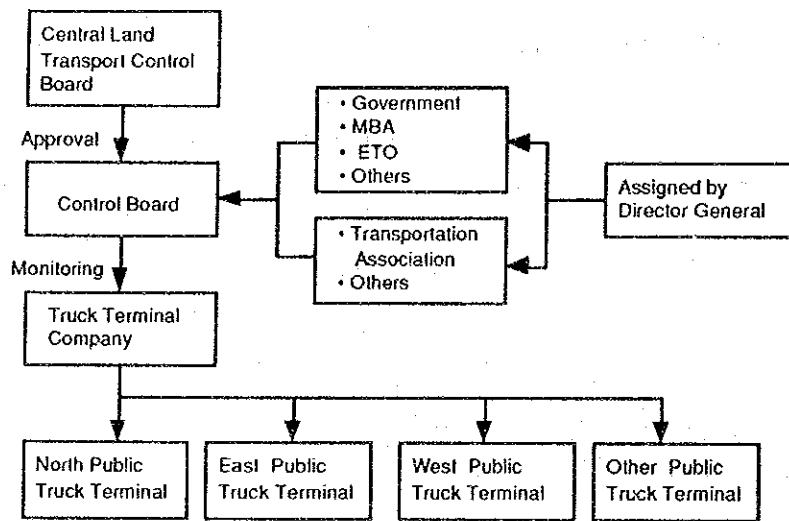 Central Land
Transport Control
Board
Approval
Control Board
Monitoring
Truck Terminal
Company
• Government
• MBA
• ETO
• Others
• Transportation
Association
• Others
Assigned by
Director General
North Public
Truck Terminal
East Public
Truck Terminal
West Public
Truck Terminal
Other Public
Truck Terminal